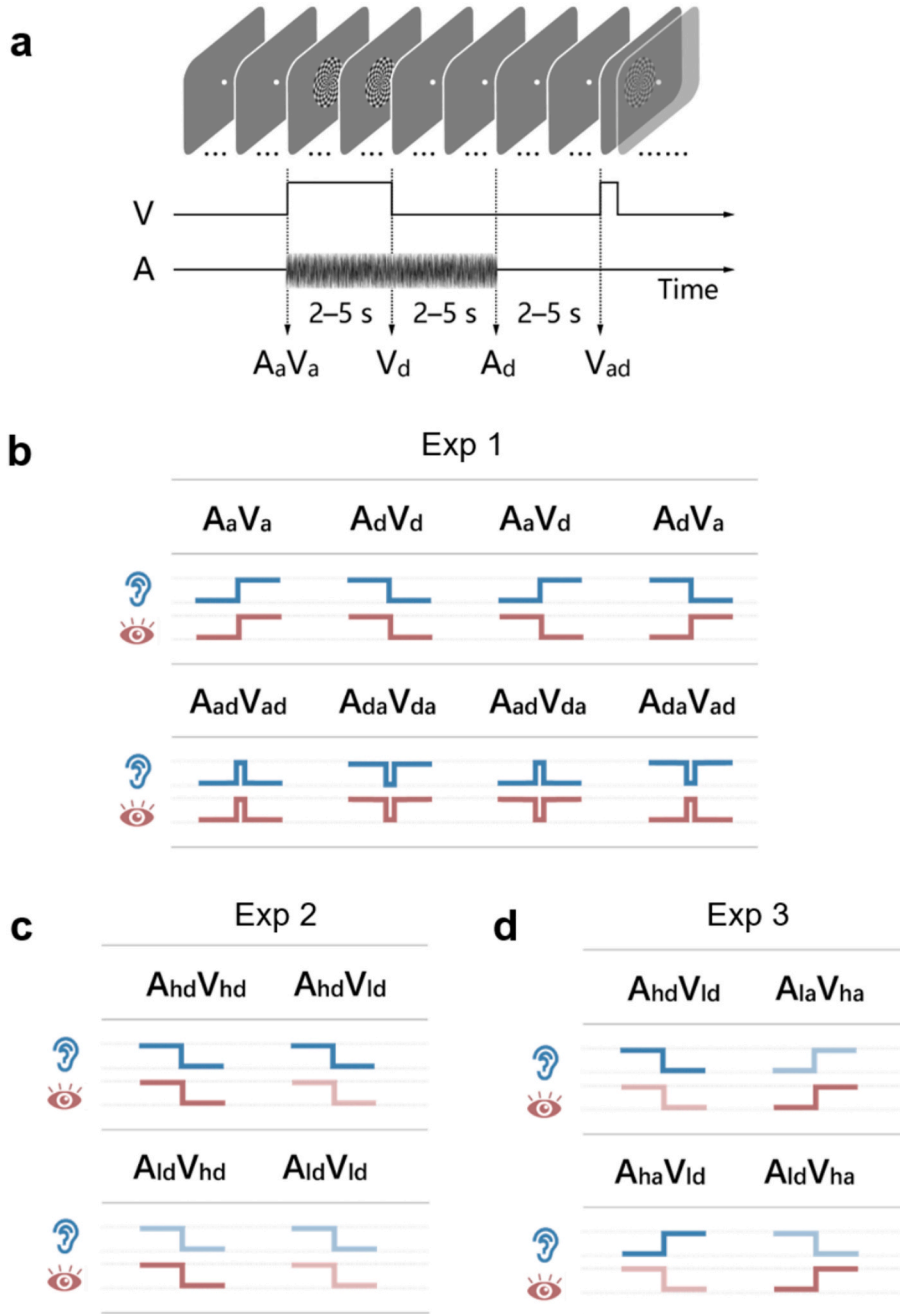 a
... ... ... ... ... ... ... ... ......
V
A
Time
2–5 s 2–5 s 2–5 s
AaVa Vd Ad Vad
b
Exp 1
AaVa AdVd AaVd AdVa
AadVad AdaVda AadVda AdaVad
c
Exp 2
AhdVhd AhdVld
AldVhd AldVld
d
Exp 3
AhdVld AlaVha
AhaVld AldVha